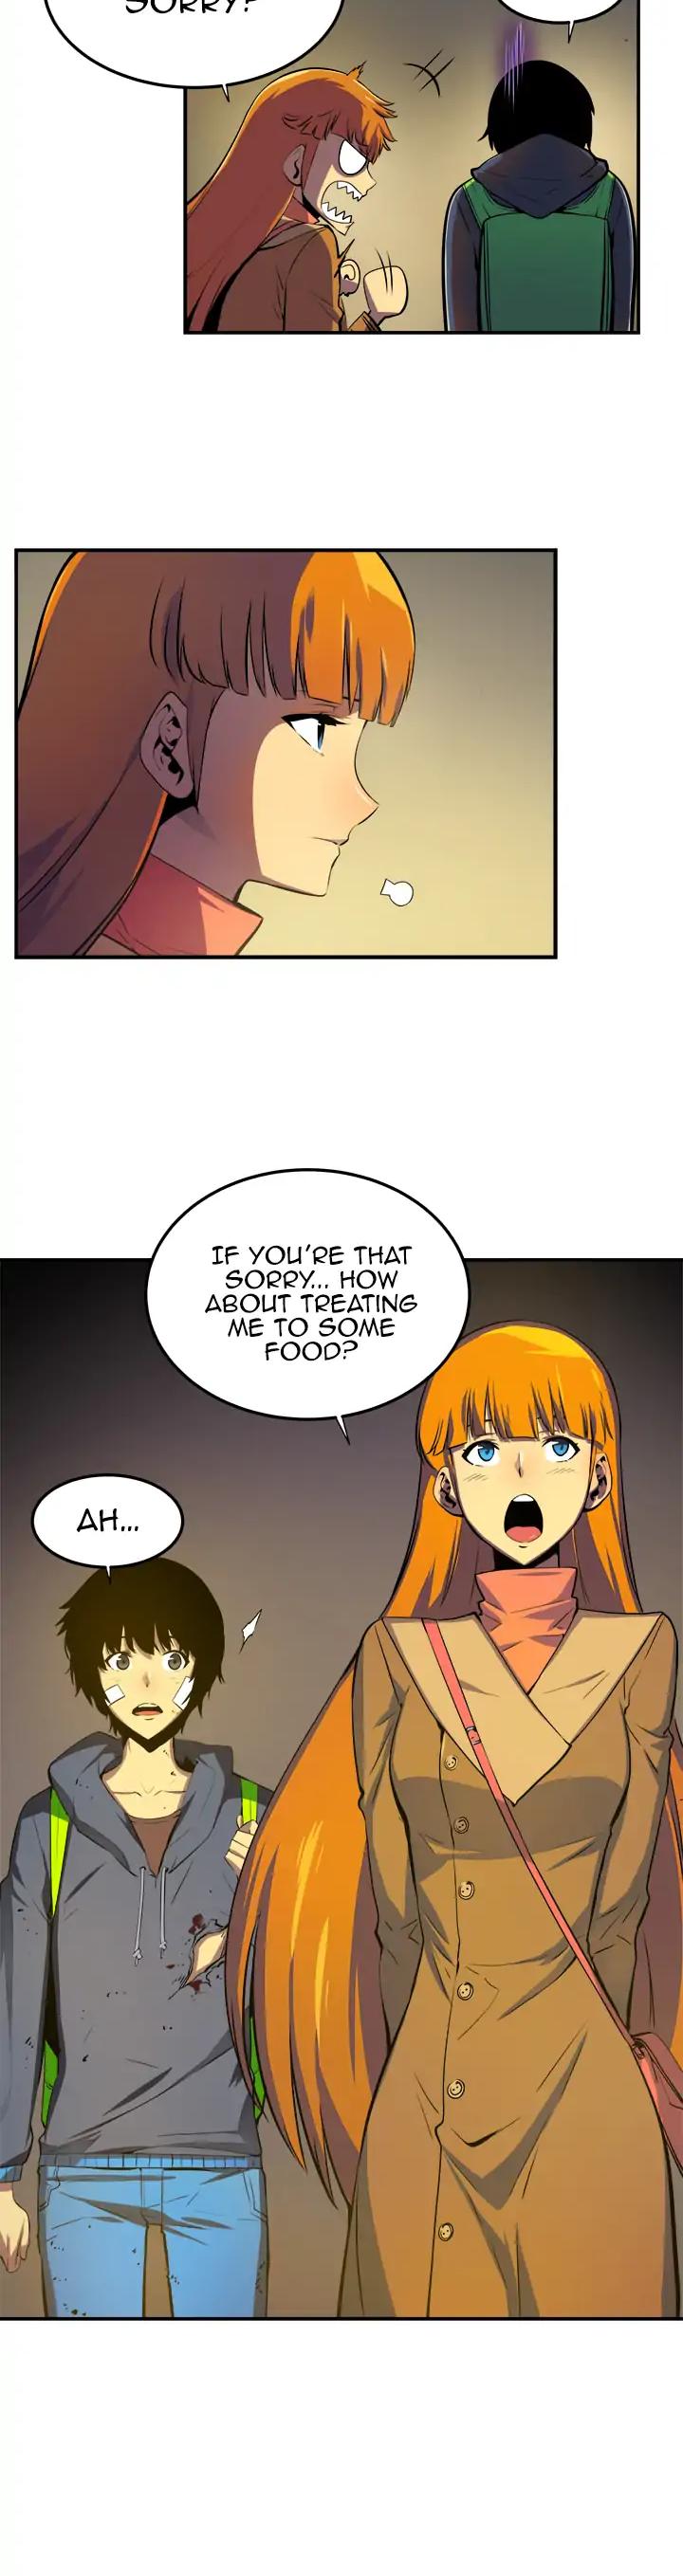 SORRY?
IF YOU'RE THAT
SORRY... HOW
ABOUT TREATING
ME TO SOME
FOOD?
AH...